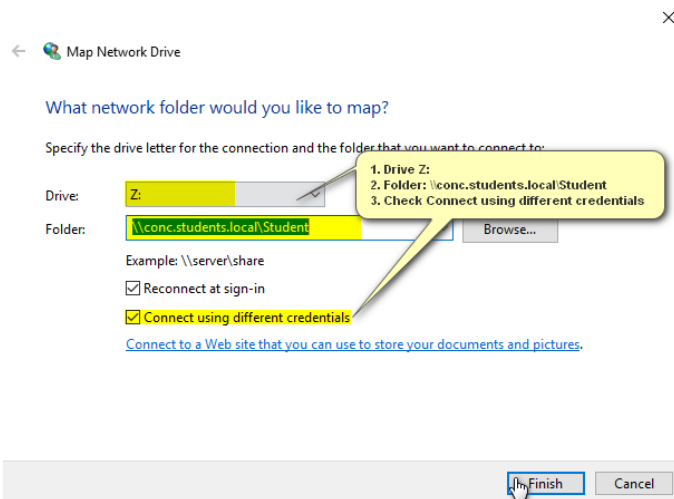 Map Network Drive
What network folder would you like to map?
Specify the drive letter for the connection and the folder that you want to connect to:
1. Drive Z:
2. Folder: \\conc.students.local\Student
3. Check Connect using different credentials
Drive: Z:
Folder: \\conc.students.local\Student Browse...
Example: \\server\share
Reconnect at sign-in
Connect using different credentials
Connect to a Web site that you can use to store your documents and pictures.
Finish Cancel